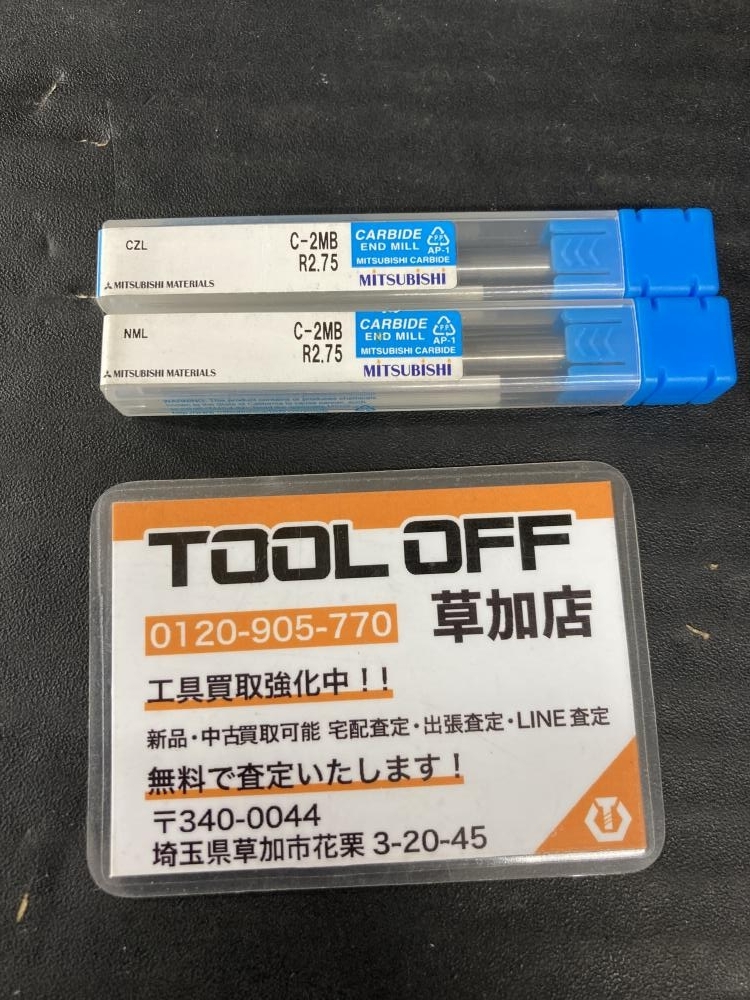 CZL
C-2MB
R2.75
MITSUBISHI MATERIALS
CARBIDE
END MILL
PP
AP-1
MITSUBISHI CARBIDE
MITSUBISHI
NML
C-2MB
R2.75
MITSUBISHI MATERIALS
CARBIDE
END MILL
PP
AP-1
MITSUBISHI CARBIDE
MITSUBISHI
TOOL OFF
0120-905-770 草加店
工具買取強化中！！
新品・中古買取可能 宅配査定・出張査定・LINE査定
無料で査定いたします！
〒340-0044
埼玉県草加市花栗 3-20-45